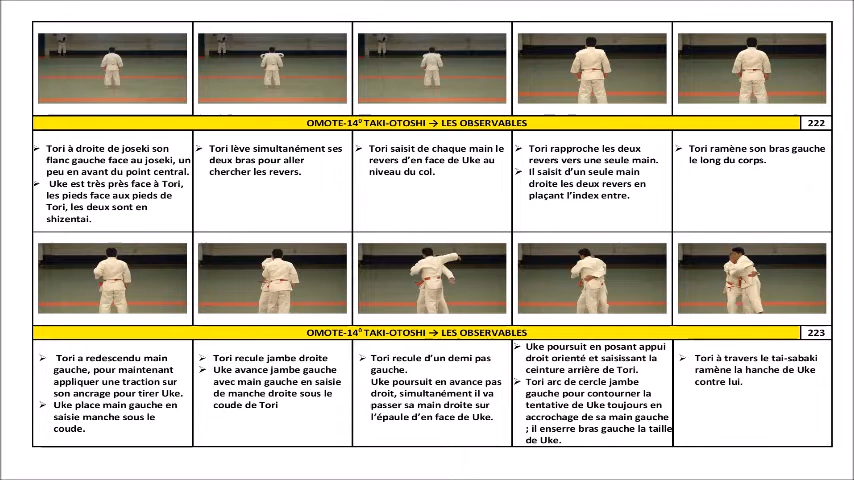 OMOTE-14⁰ TAKI-OTOSHI → LES OBSERVABLES 222
➢ Tori à droite de joseki son
flanc gauche face au joseki, un
peu en avant du point central.
➢ Uke est très près face à Tori,
les pieds face aux pieds de
Tori, les deux sont en
shizentai.
➢ Tori lève simultanément ses
deux bras pour aller
chercher les revers.
➢ Tori saisit de chaque main le
revers d’en face de Uke au
niveau du col.
➢ Tori rapproche les deux
revers vers une seule main.
➢ Il saisit d’un seule main
droite les deux revers en
plaçant l’index entre.
➢ Tori ramène son bras gauche
le long du corps.
OMOTE-14⁰ TAKI-OTOSHI → LES OBSERVABLES 223
➢ Tori a redescendu main
gauche, pour maintenant
appliquer une traction sur
son ancrage pour tirer Uke.
➢ Uke place main gauche en
saisie manche sous le
coude.
➢ Tori recule jambe droite
➢ Uke avance jambe gauche
avec main gauche en saisie
de manche droite sous le
coude de Tori
➢ Tori recule d’un demi pas
gauche.
Uke poursuit en avance pas
droit, simultanément il va
passer sa main droite sur
l’épaule d’en face de Uke.
➢ Uke poursuit en posant appui
droit orienté et saisissant la
ceinture arrière de Tori.
➢ Tori arc de cercle jambe
gauche pour contourner la
tentative de Uke toujours en
accrochage de sa main gauche
; il enserre bras gauche la taille
de Uke.
➢ Tori à travers le tai-sabaki
ramène la hanche de Uke
contre lui.